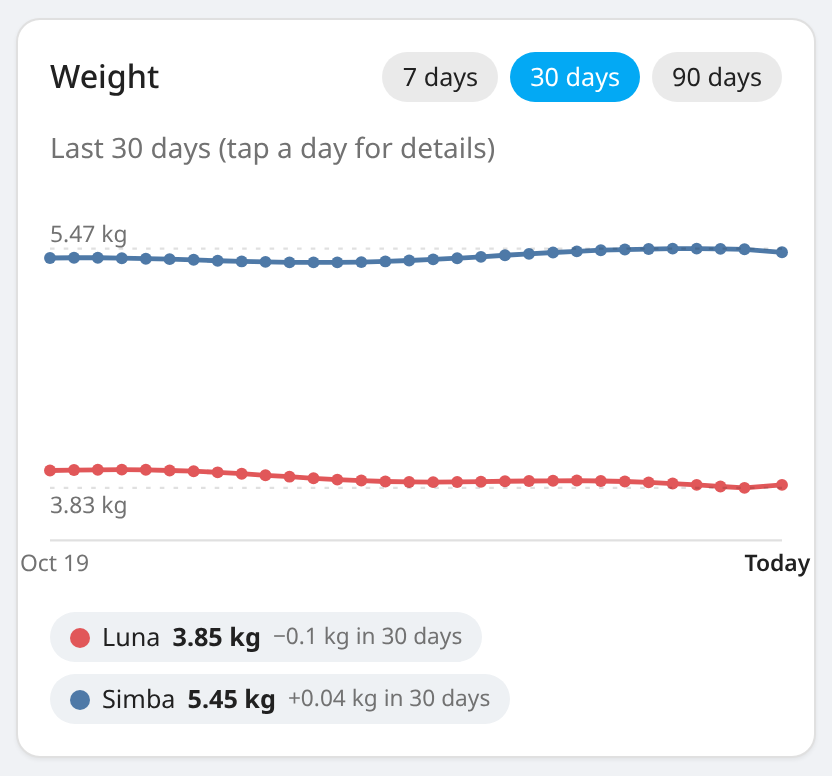 Weight
7 days 30 days 90 days
Last 30 days (tap a day for details)
5.47 kg
3.83 kg
Oct 19 Today
Luna 3.85 kg −0.1 kg in 30 days
Simba 5.45 kg +0.04 kg in 30 days